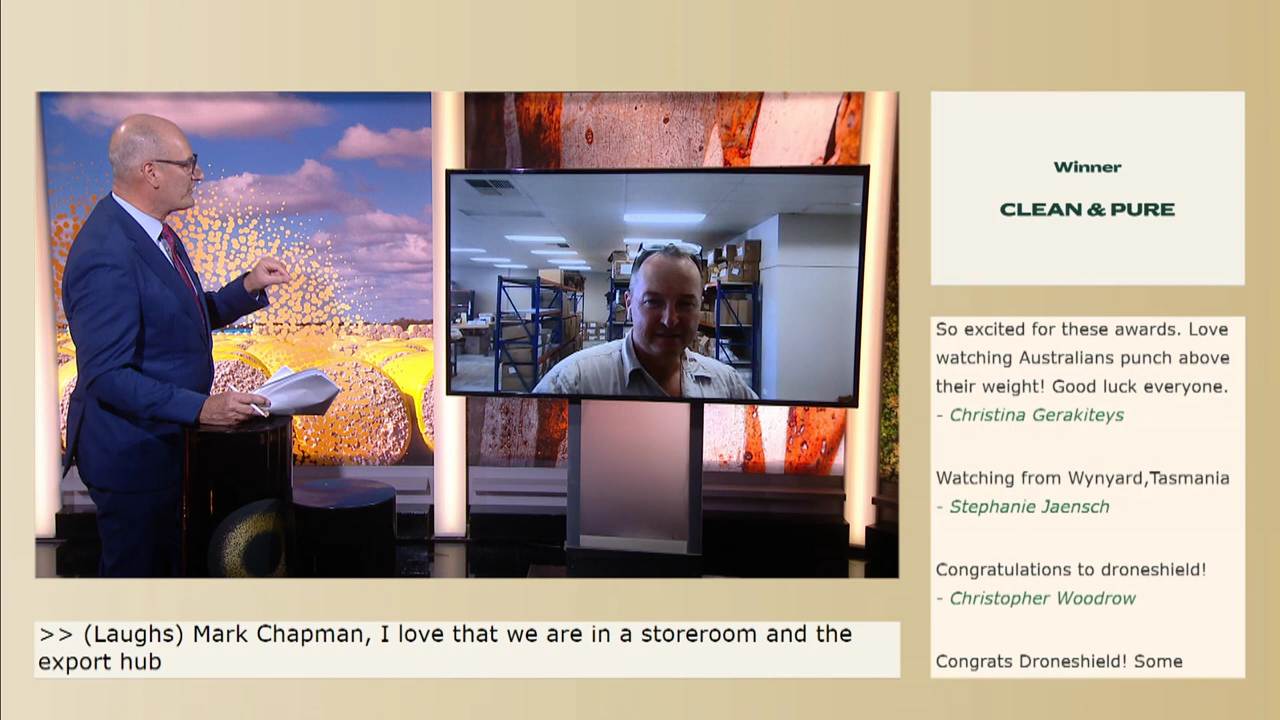 Winner
CLEAN & PURE
So excited for these awards. Love
watching Australians punch above
their weight! Good luck everyone.
- Christina Gerakiteys
Watching from Wynyard,Tasmania
- Stephanie Jaensch
Congratulations to droneshield!
- Christopher Woodrow
Congrats Droneshield! Some
>> (Laughs) Mark Chapman, I love that we are in a storeroom and the
export hub